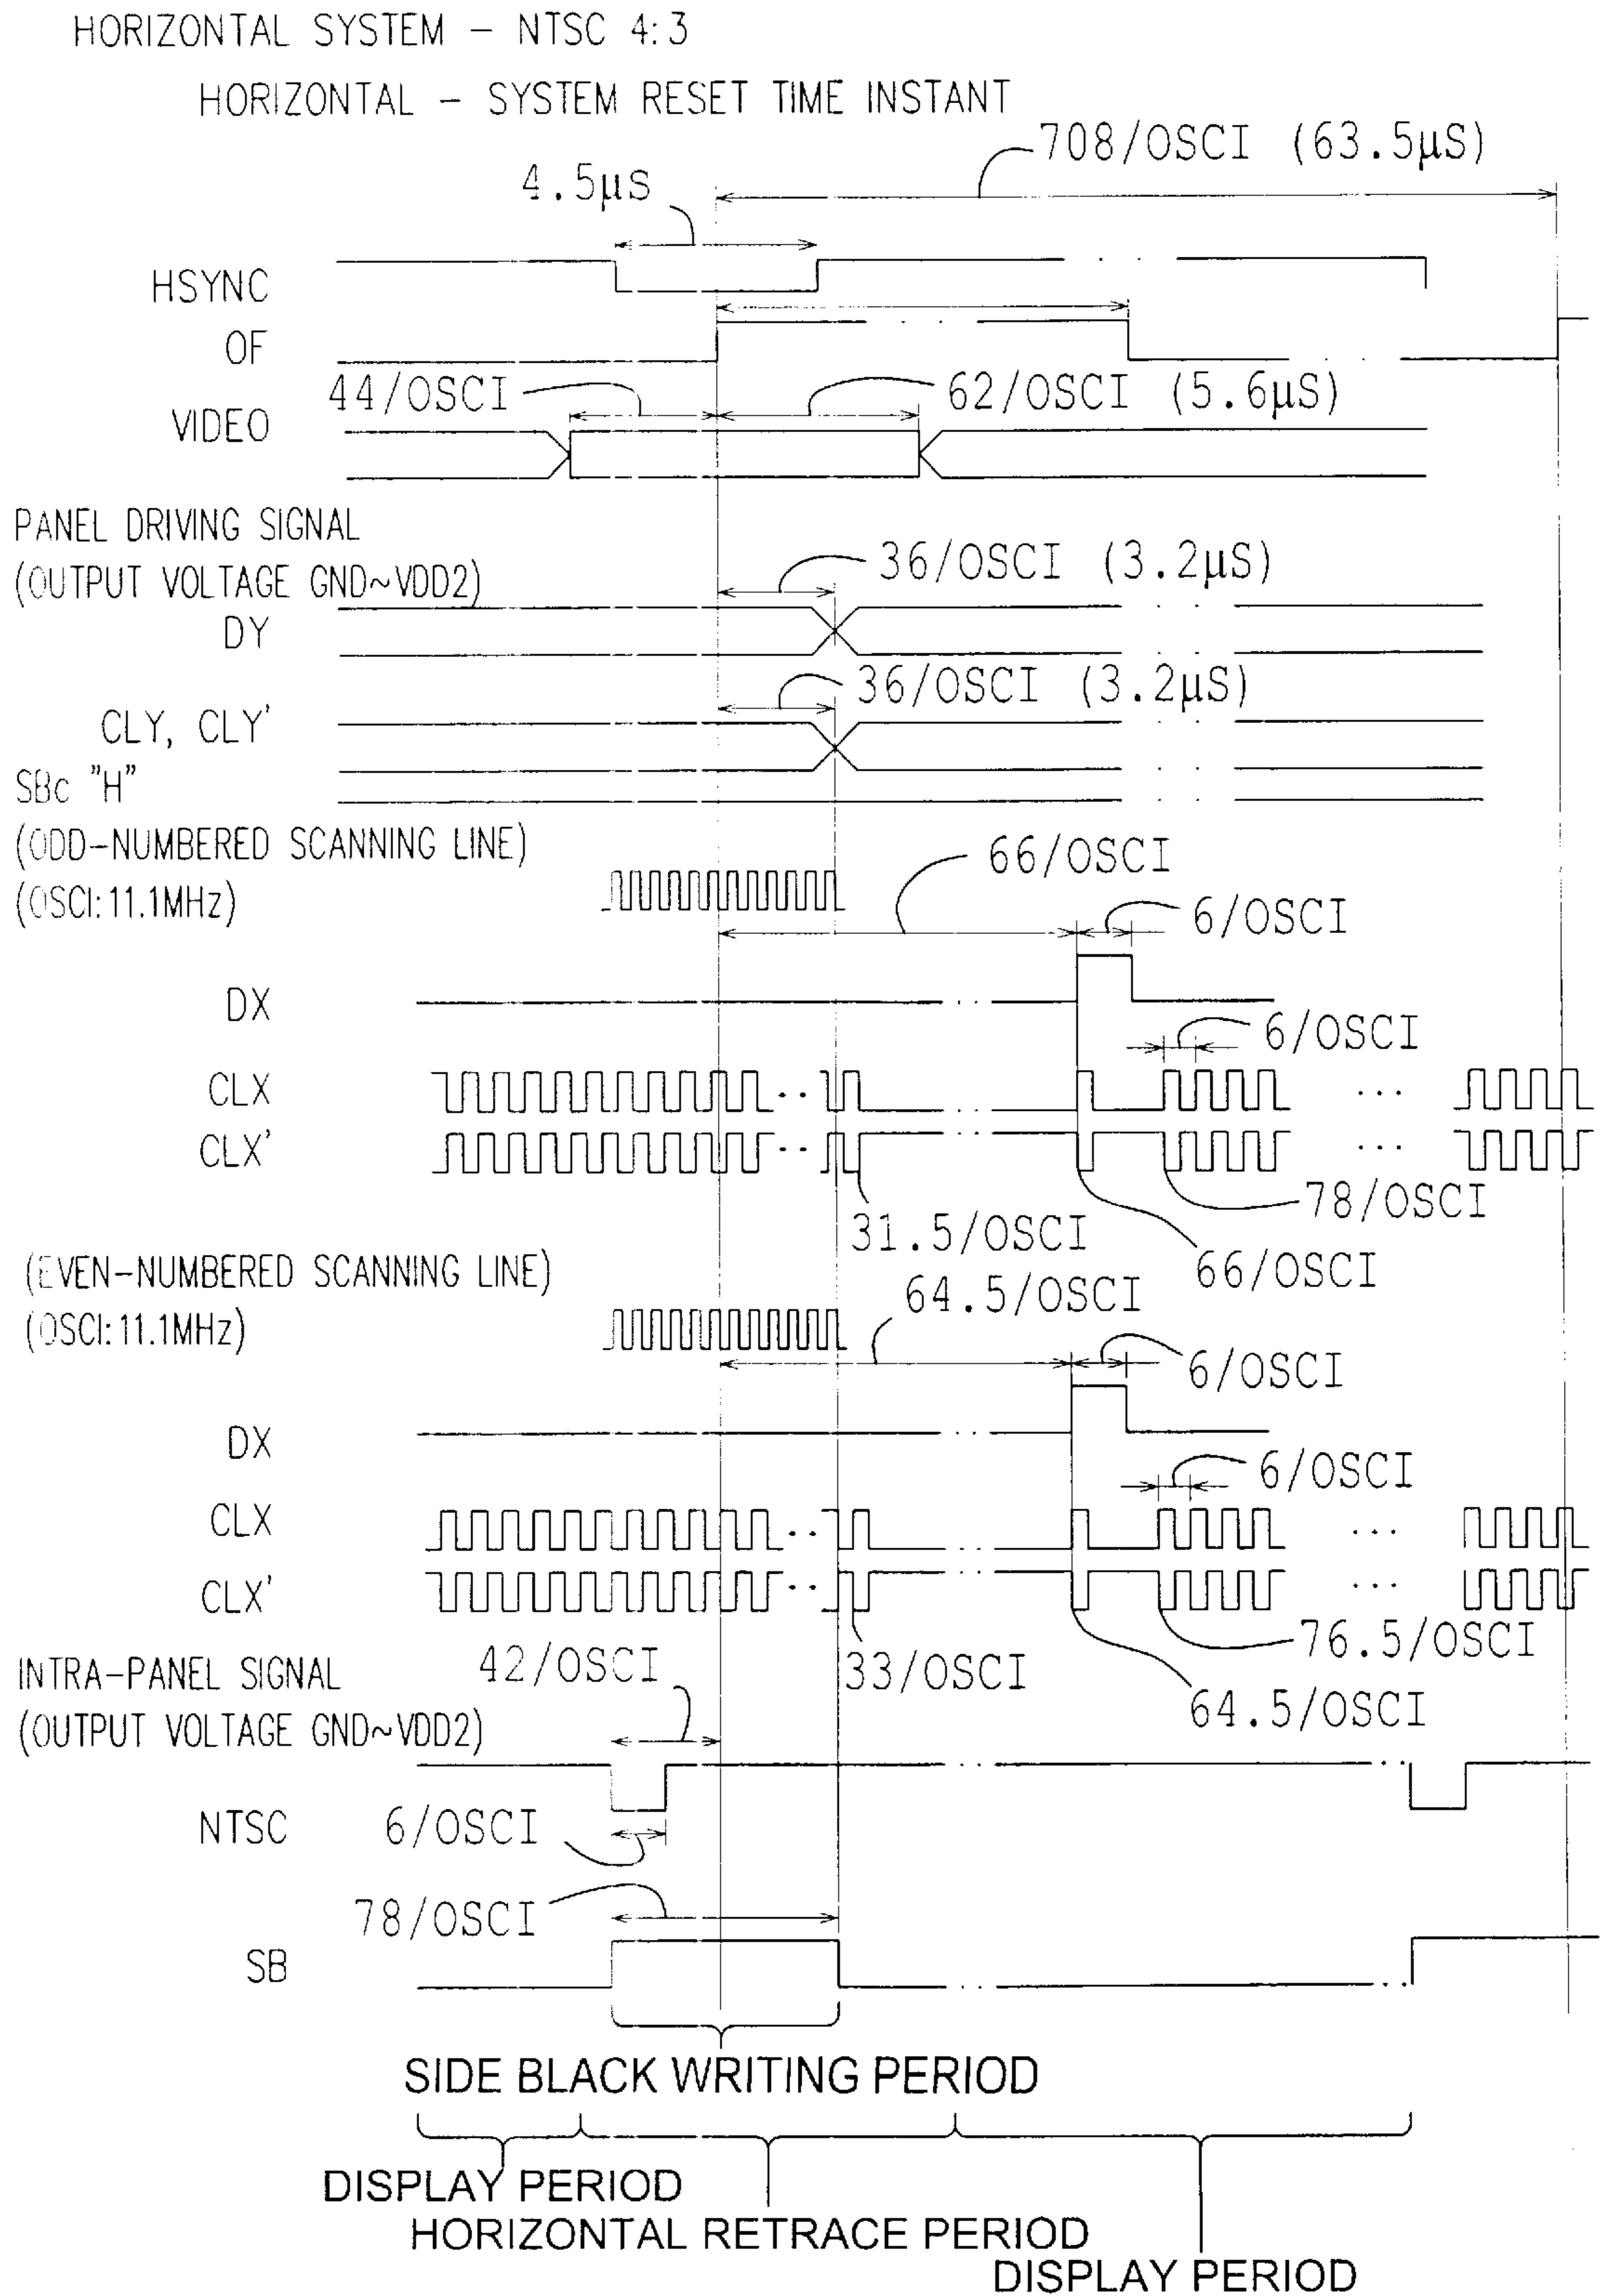 HORIZONTAL SYSTEM – NTSC 4:3
HORIZONTAL – SYSTEM RESET TIME INSTANT
708/OSCI (63.5µS)
4.5µS
HSYNC
OF
44/OSCI
62/OSCI (5.6µS)
VIDEO
PANEL DRIVING SIGNAL
(OUTPUT VOLTAGE GND~VDD2)
36/OSCI (3.2µS)
DY
36/OSCI (3.2µS)
CLY, CLY'
SBc "H"
(ODD-NUMBERED SCANNING LINE)
66/OSCI
(OSCI: 11.1MHz)
6/OSCI
DX
6/OSCI
CLX
CLX'
78/OSCI
31.5/OSCI
66/OSCI
(EVEN-NUMBERED SCANNING LINE)
64.5/OSCI
(OSCI: 11.1MHz)
6/OSCI
DX
6/OSCI
CLX
CLX'
76.5/OSCI
42/OSCI
33/OSCI
INTRA-PANEL SIGNAL
64.5/OSCI
(OUTPUT VOLTAGE GND~VDD2)
NTSC
6/OSCI
78/OSCI
SB
SIDE BLACK WRITING PERIOD
DISPLAY PERIOD
HORIZONTAL RETRACE PERIOD
DISPLAY PERIOD